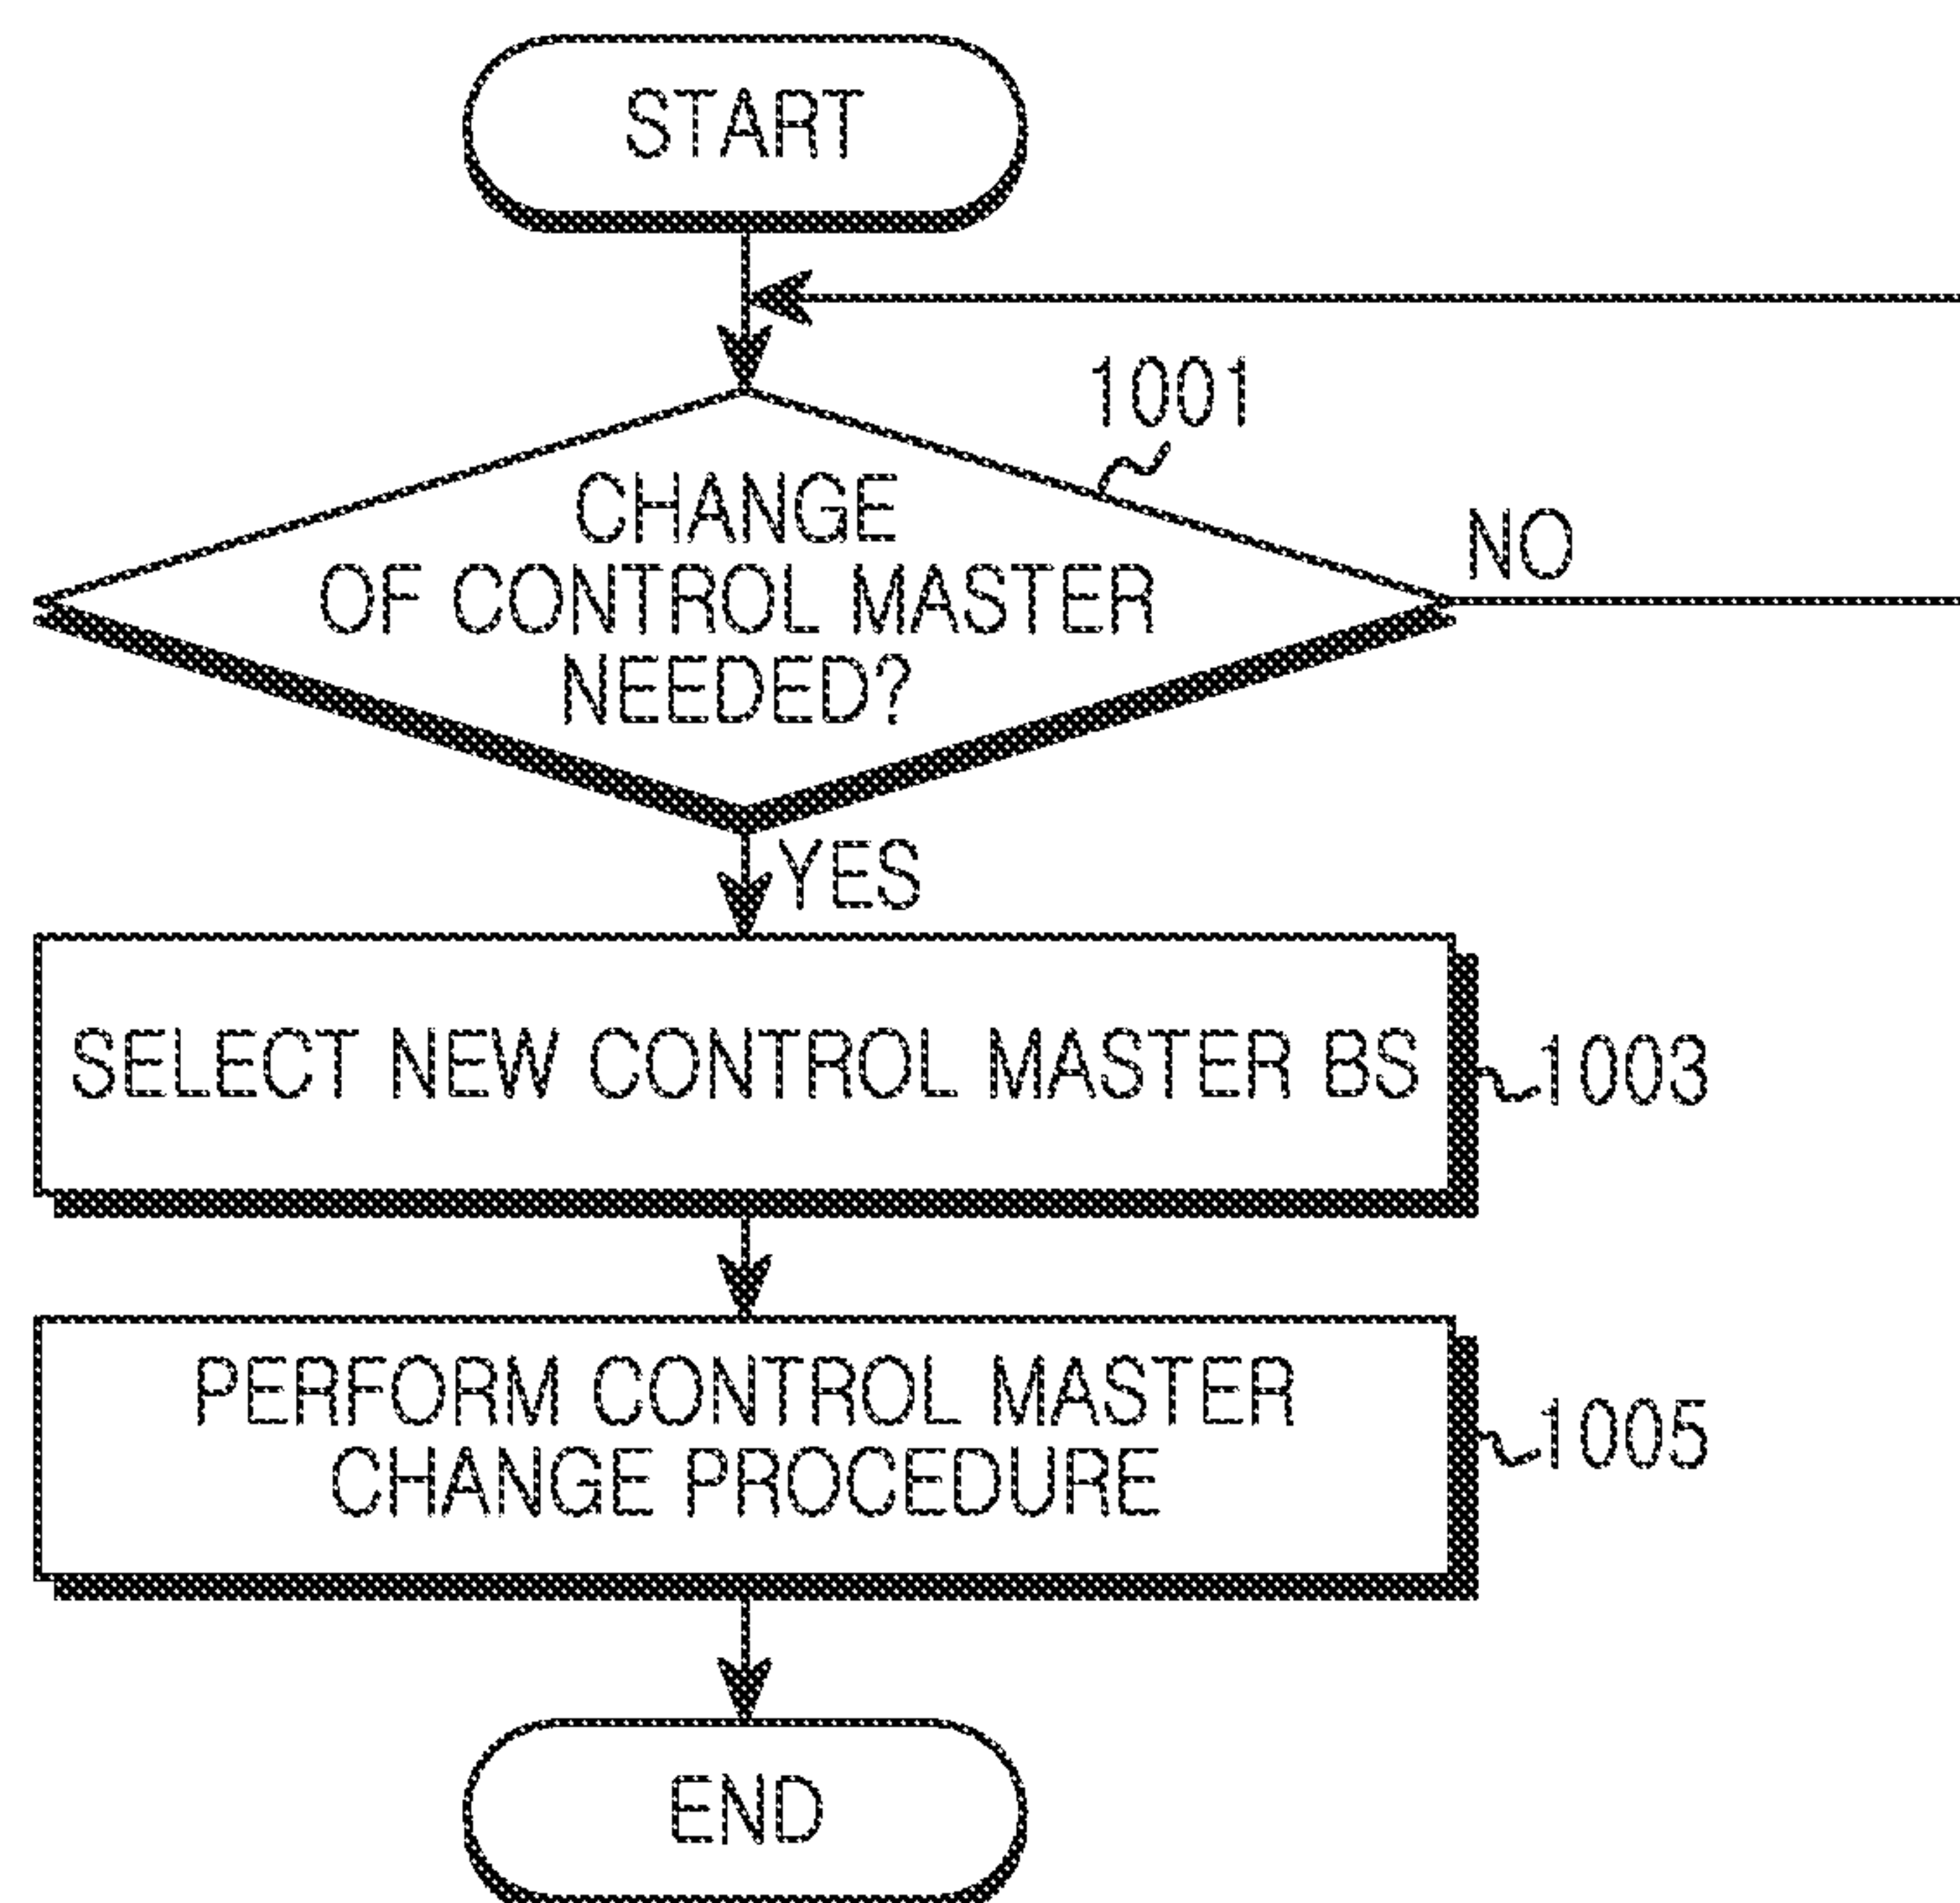 START
1001
CHANGE
OF CONTROL MASTER
NEEDED?
NO
YES
SELECT NEW CONTROL MASTER BS
1003
PERFORM CONTROL MASTER
CHANGE PROCEDURE
1005
END